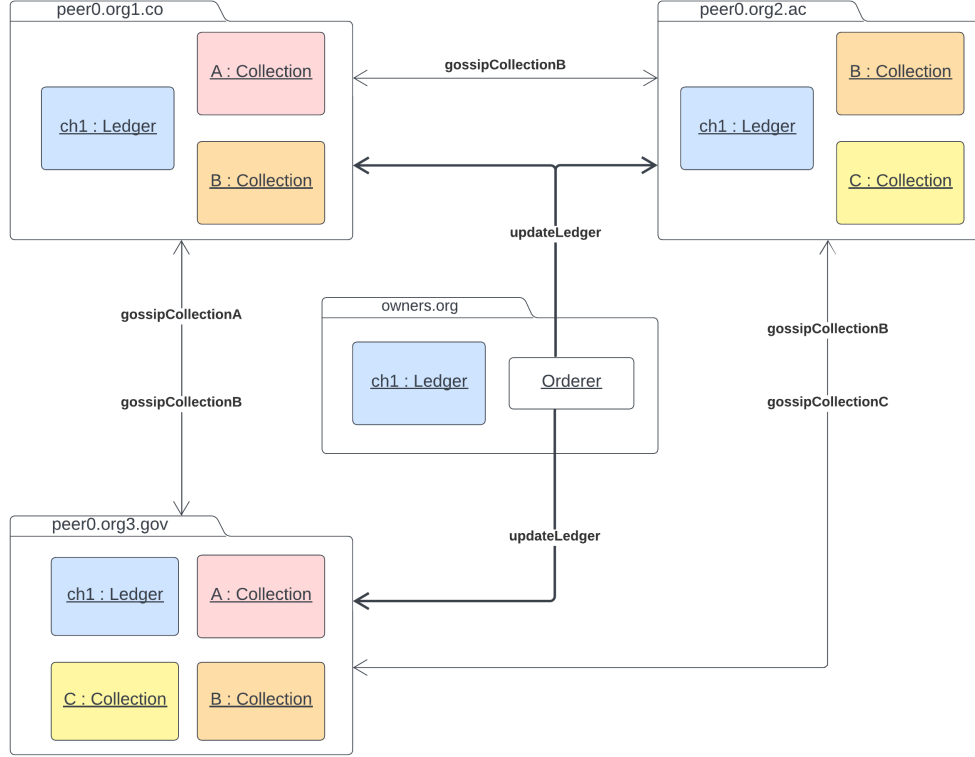 peer0.org1.co
peer0.org2.ac
A : Collection
ch1 : Ledger
B : Collection
gossipCollectionB
B : Collection
ch1 : Ledger
C : Collection
updateLedger
gossipCollectionA
gossipCollectionB
owners.org
ch1 : Ledger
Orderer
gossipCollectionB
gossipCollectionC
updateLedger
peer0.org3.gov
ch1 : Ledger
A : Collection
C : Collection
B : Collection